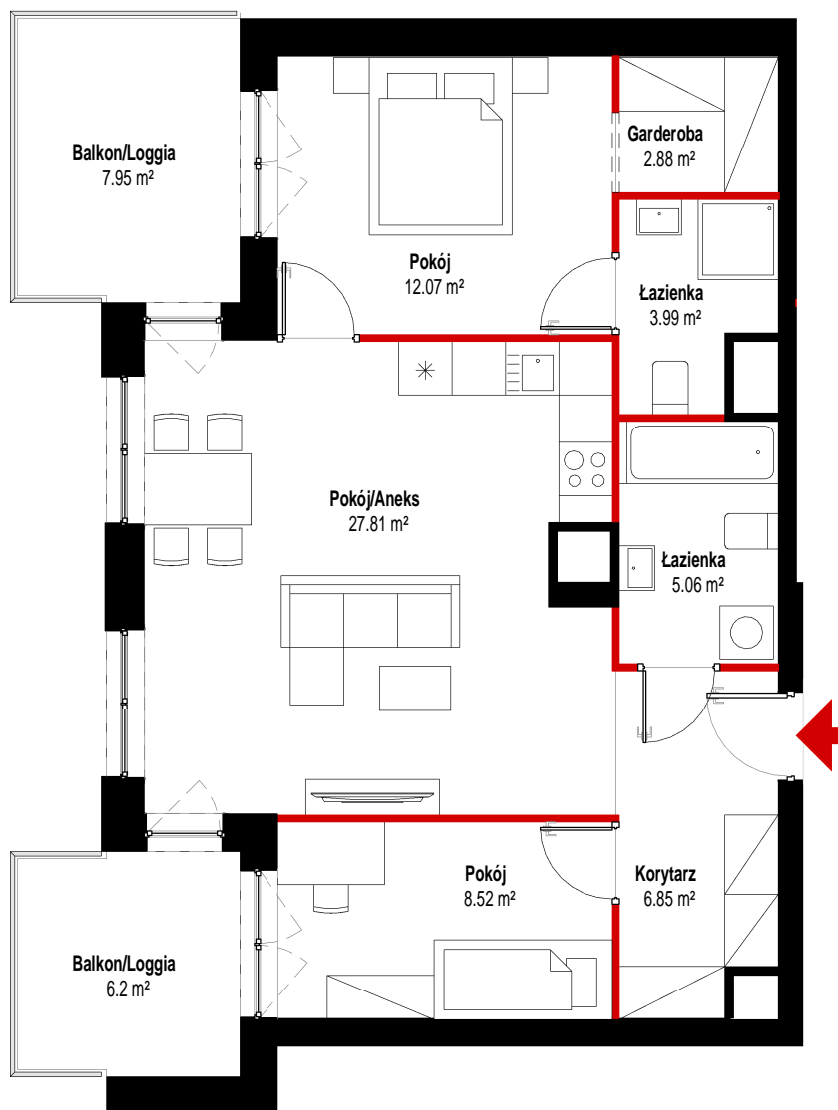 Garderoba
2.88 m²
Balkon/Loggia
7.95 m²
Pokój
12.07 m²
Łazienka
3.99 m²
Pokój/Aneks
27.81 m²
Łazienka
5.06 m²
Pokój
8.52 m²
Korytarz
6.85 m²
Balkon/Loggia
6.2 m²